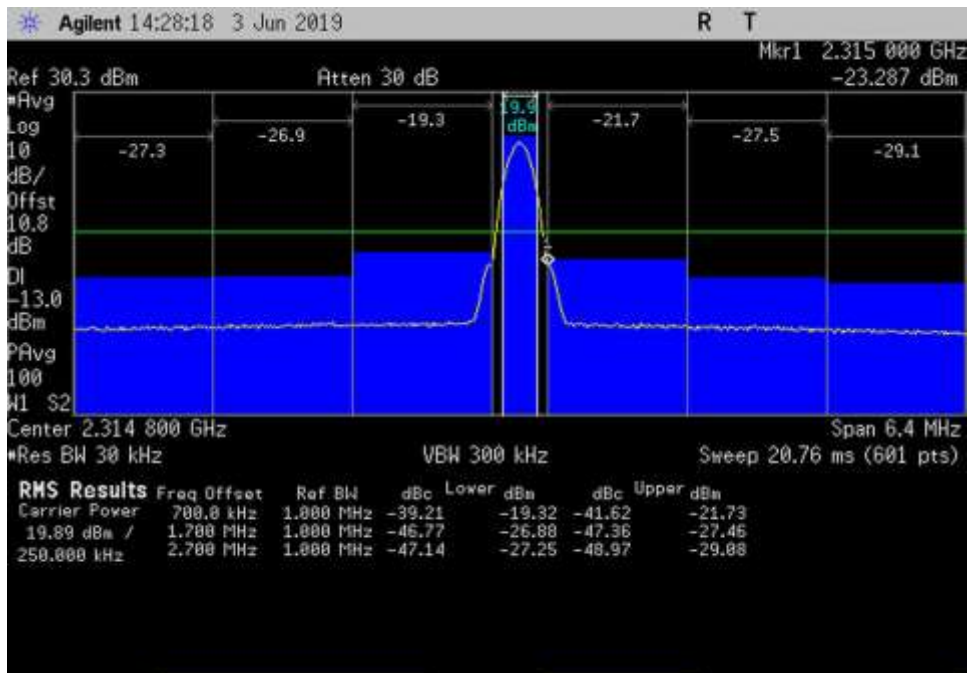 Agilent 14:28:18 3 Jun 2019 R T
Mkr1 2.315 000 GHz
Ref 30.3 dBm Atten 30 dB -23.287 dBm
#Avg
Log
10
dB/
Offst
10.8
dB
DI
-13.0
dBm
PAvg
100
W1 S2
-27.3 -26.9 -19.3 19.9 dBm -21.7 -27.5 -29.1
1
Center 2.314 800 GHz Span 6.4 MHz
#Res BW 30 kHz VBW 300 kHz Sweep 20.76 ms (601 pts)
RMS Results Freq Offset Ref BW dBc Lower dBm dBc Upper dBm
Carrier Power 700.0 kHz 1.000 MHz -39.21 -19.32 -41.62 -21.73
19.89 dBm / 1.700 MHz 1.000 MHz -46.77 -26.88 -47.36 -27.46
250.000 kHz 2.700 MHz 1.000 MHz -47.14 -27.25 -48.97 -29.08